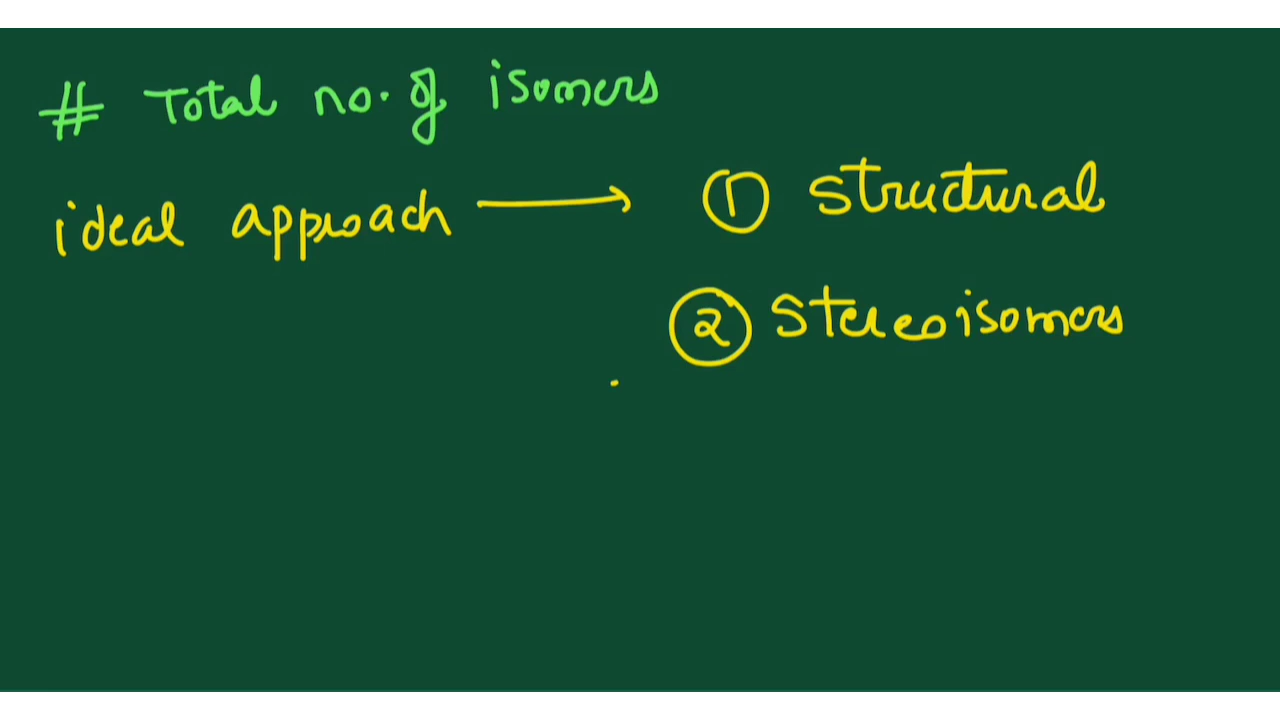 # Total no. of isomers
ideal approach → ① Structural
② Stereoisomers